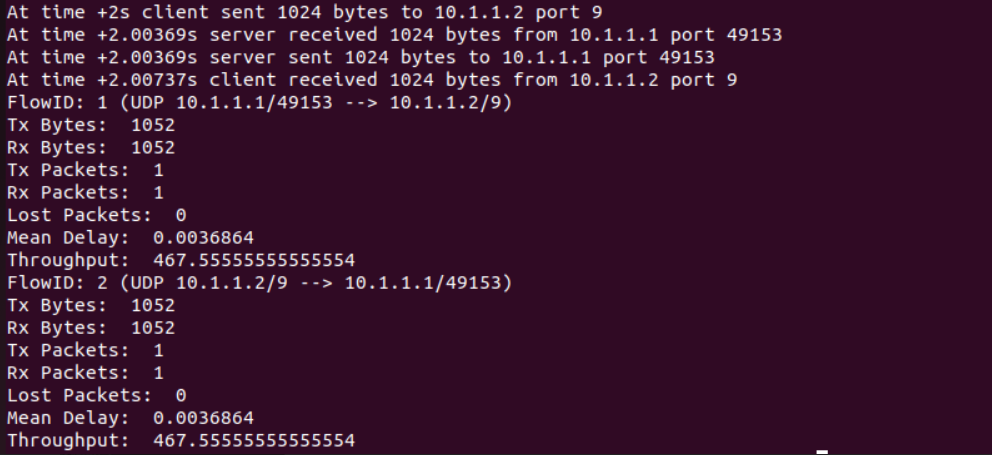 At time +2s client sent 1024 bytes to 10.1.1.2 port 9
At time +2.00369s server received 1024 bytes from 10.1.1.1 port 49153
At time +2.00369s server sent 1024 bytes to 10.1.1.1 port 49153
At time +2.00737s client received 1024 bytes from 10.1.1.2 port 9
FlowID: 1 (UDP 10.1.1.1/49153 --> 10.1.1.2/9)
Tx Bytes:  1052
Rx Bytes:  1052
Tx Packets:  1
Rx Packets:  1
Lost Packets:  0
Mean Delay:  0.0036864
Throughput:  467.55555555555554
FlowID: 2 (UDP 10.1.1.2/9 --> 10.1.1.1/49153)
Tx Bytes:  1052
Rx Bytes:  1052
Tx Packets:  1
Rx Packets:  1
Lost Packets:  0
Mean Delay:  0.0036864
Throughput:  467.55555555555554